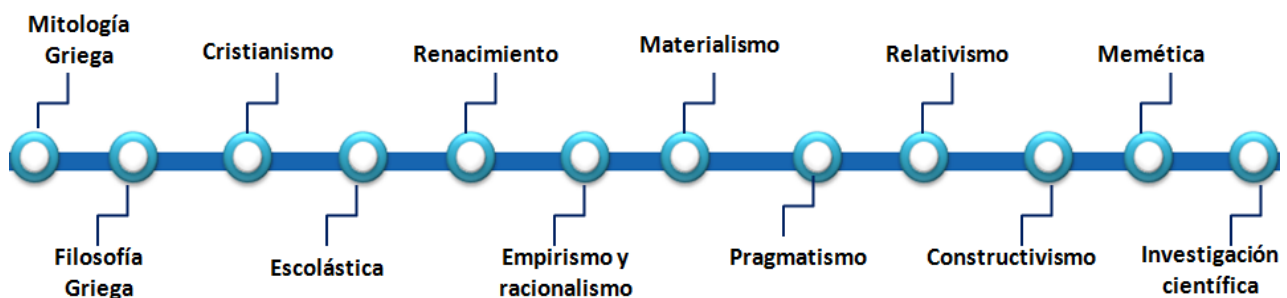 Mitología
Griega
Cristianismo
Renacimiento
Materialismo
Relativismo
Memética
Filosofía
Griega
Escolástica
Empirismo y
racionalismo
Pragmatismo
Constructivismo
Investigación
científica